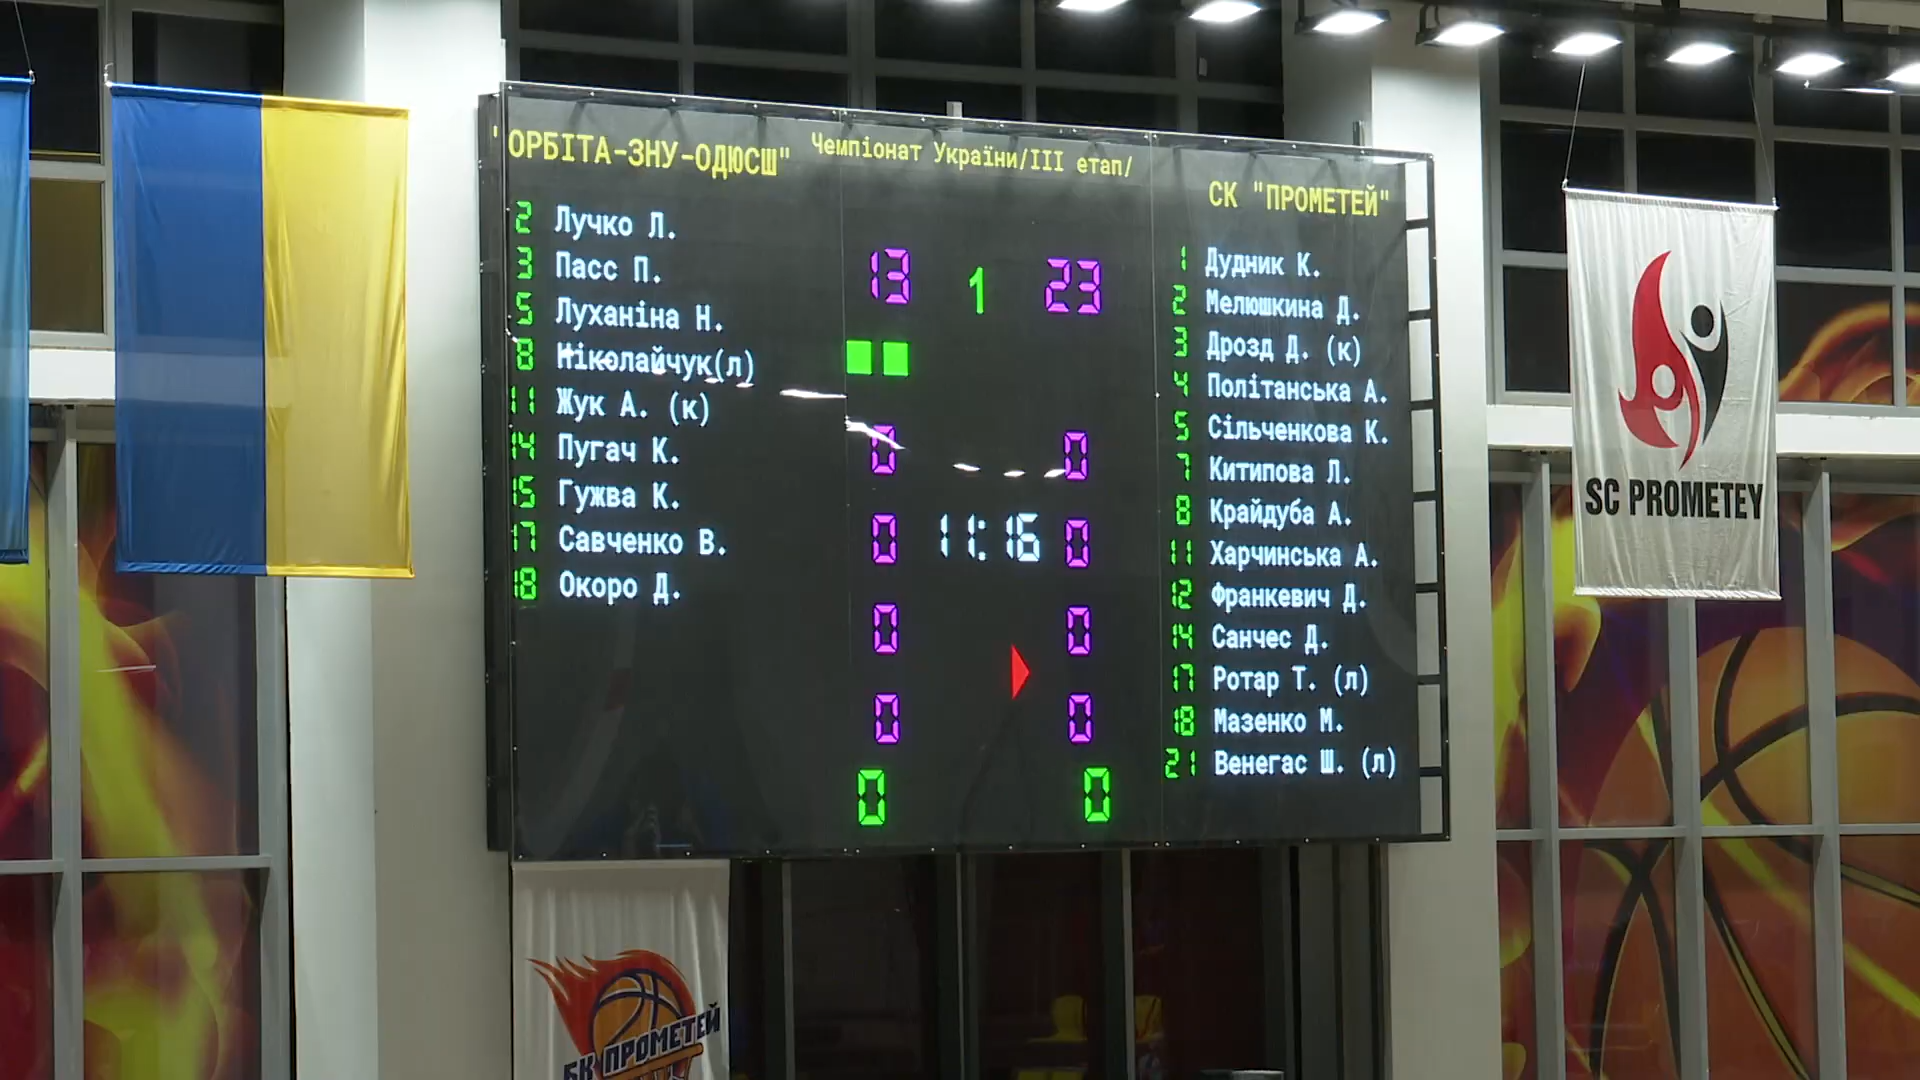 "ОРБІТА-ЗНУ-ОДЮСШ"
Чемпіонат України/III етап/
СК "ПРОМЕТЕЙ"
2 Лучко Л.
3 Пасс П.
5 Луханіна Н.
8 Ніколайчук(л)
11 Жук А. (к)
14 Пугач К.
15 Гужва К.
17 Савченко В.
18 Окоро Д.
13 1 23
0 0
0 11:16 0
0 0
0 0
0 0
1 Дудник К.
2 Мелюшкина Д.
3 Дрозд Д. (к)
4 Політанська А.
5 Сільченкова К.
7 Китипова Л.
8 Крайдуба А.
11 Харчинська А.
12 Франкевич Д.
14 Санчес Д.
17 Ротар Т. (л)
18 Мазенко М.
21 Венегас Ш. (л)
SC PROMETEY
БК ПРОМЕТЕЙ